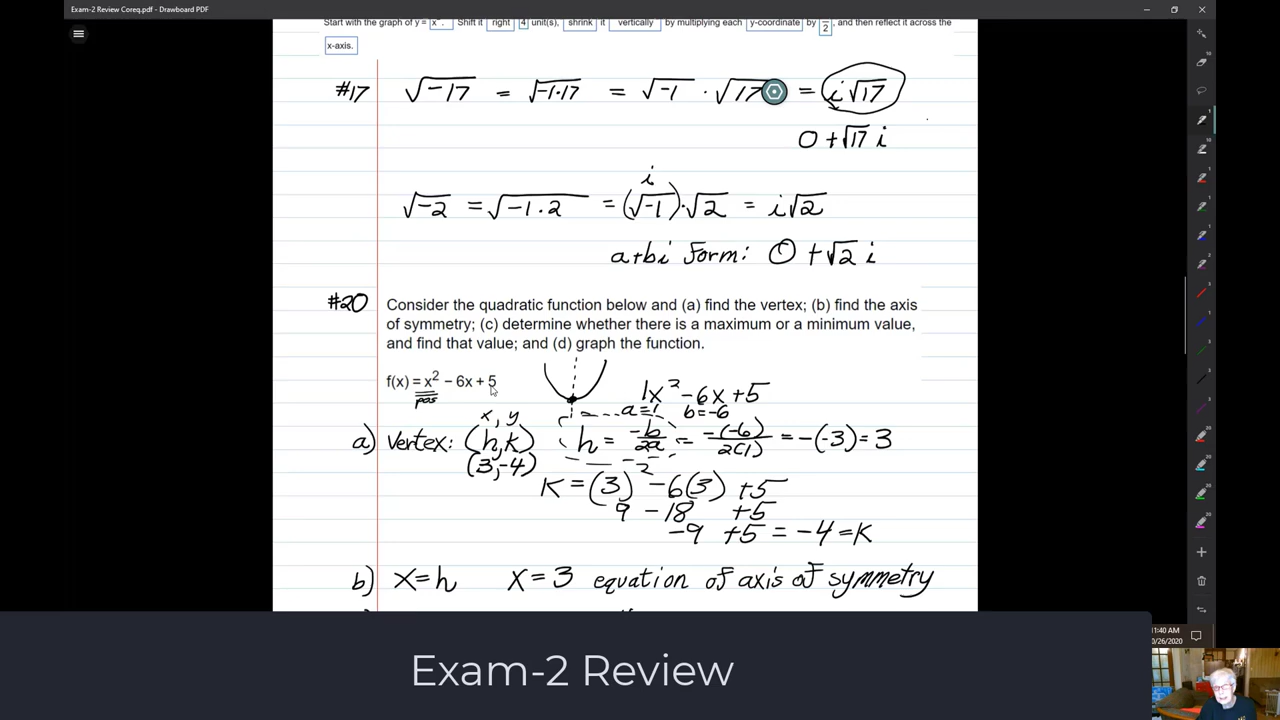 Exam-2 Review Coreq.pdf - Drawboard PDF
Start with the graph of y = x². Shift it right 4 unit(s), shrink it vertically by multiplying each y-coordinate by 1/2, and then reflect it across the
x-axis.
#17 √-17 = √-1·17 = √-1 · √17 = i√17
0 + √17 i
i
√-2 = √-1·2 = (√-1)·√2 = i√2
a+bi form: 0 + √2 i
#20 Consider the quadratic function below and (a) find the vertex; (b) find the axis
of symmetry; (c) determine whether there is a maximum or a minimum value,
and find that value; and (d) graph the function.
f(x) = x² − 6x + 5 1x² -6x +5
pos a=1 b=-6
x, y
a) Vertex: (h,k) h = -b/2a = -(-6)/2(1) = -(-3) = 3
(3,-4)
K = (3)² -6(3) +5
9 -18 +5
-9 +5 = -4 = K
b) X=h X=3 equation of axis of symmetry
11:40 AM
10/26/2020
Exam-2 Review